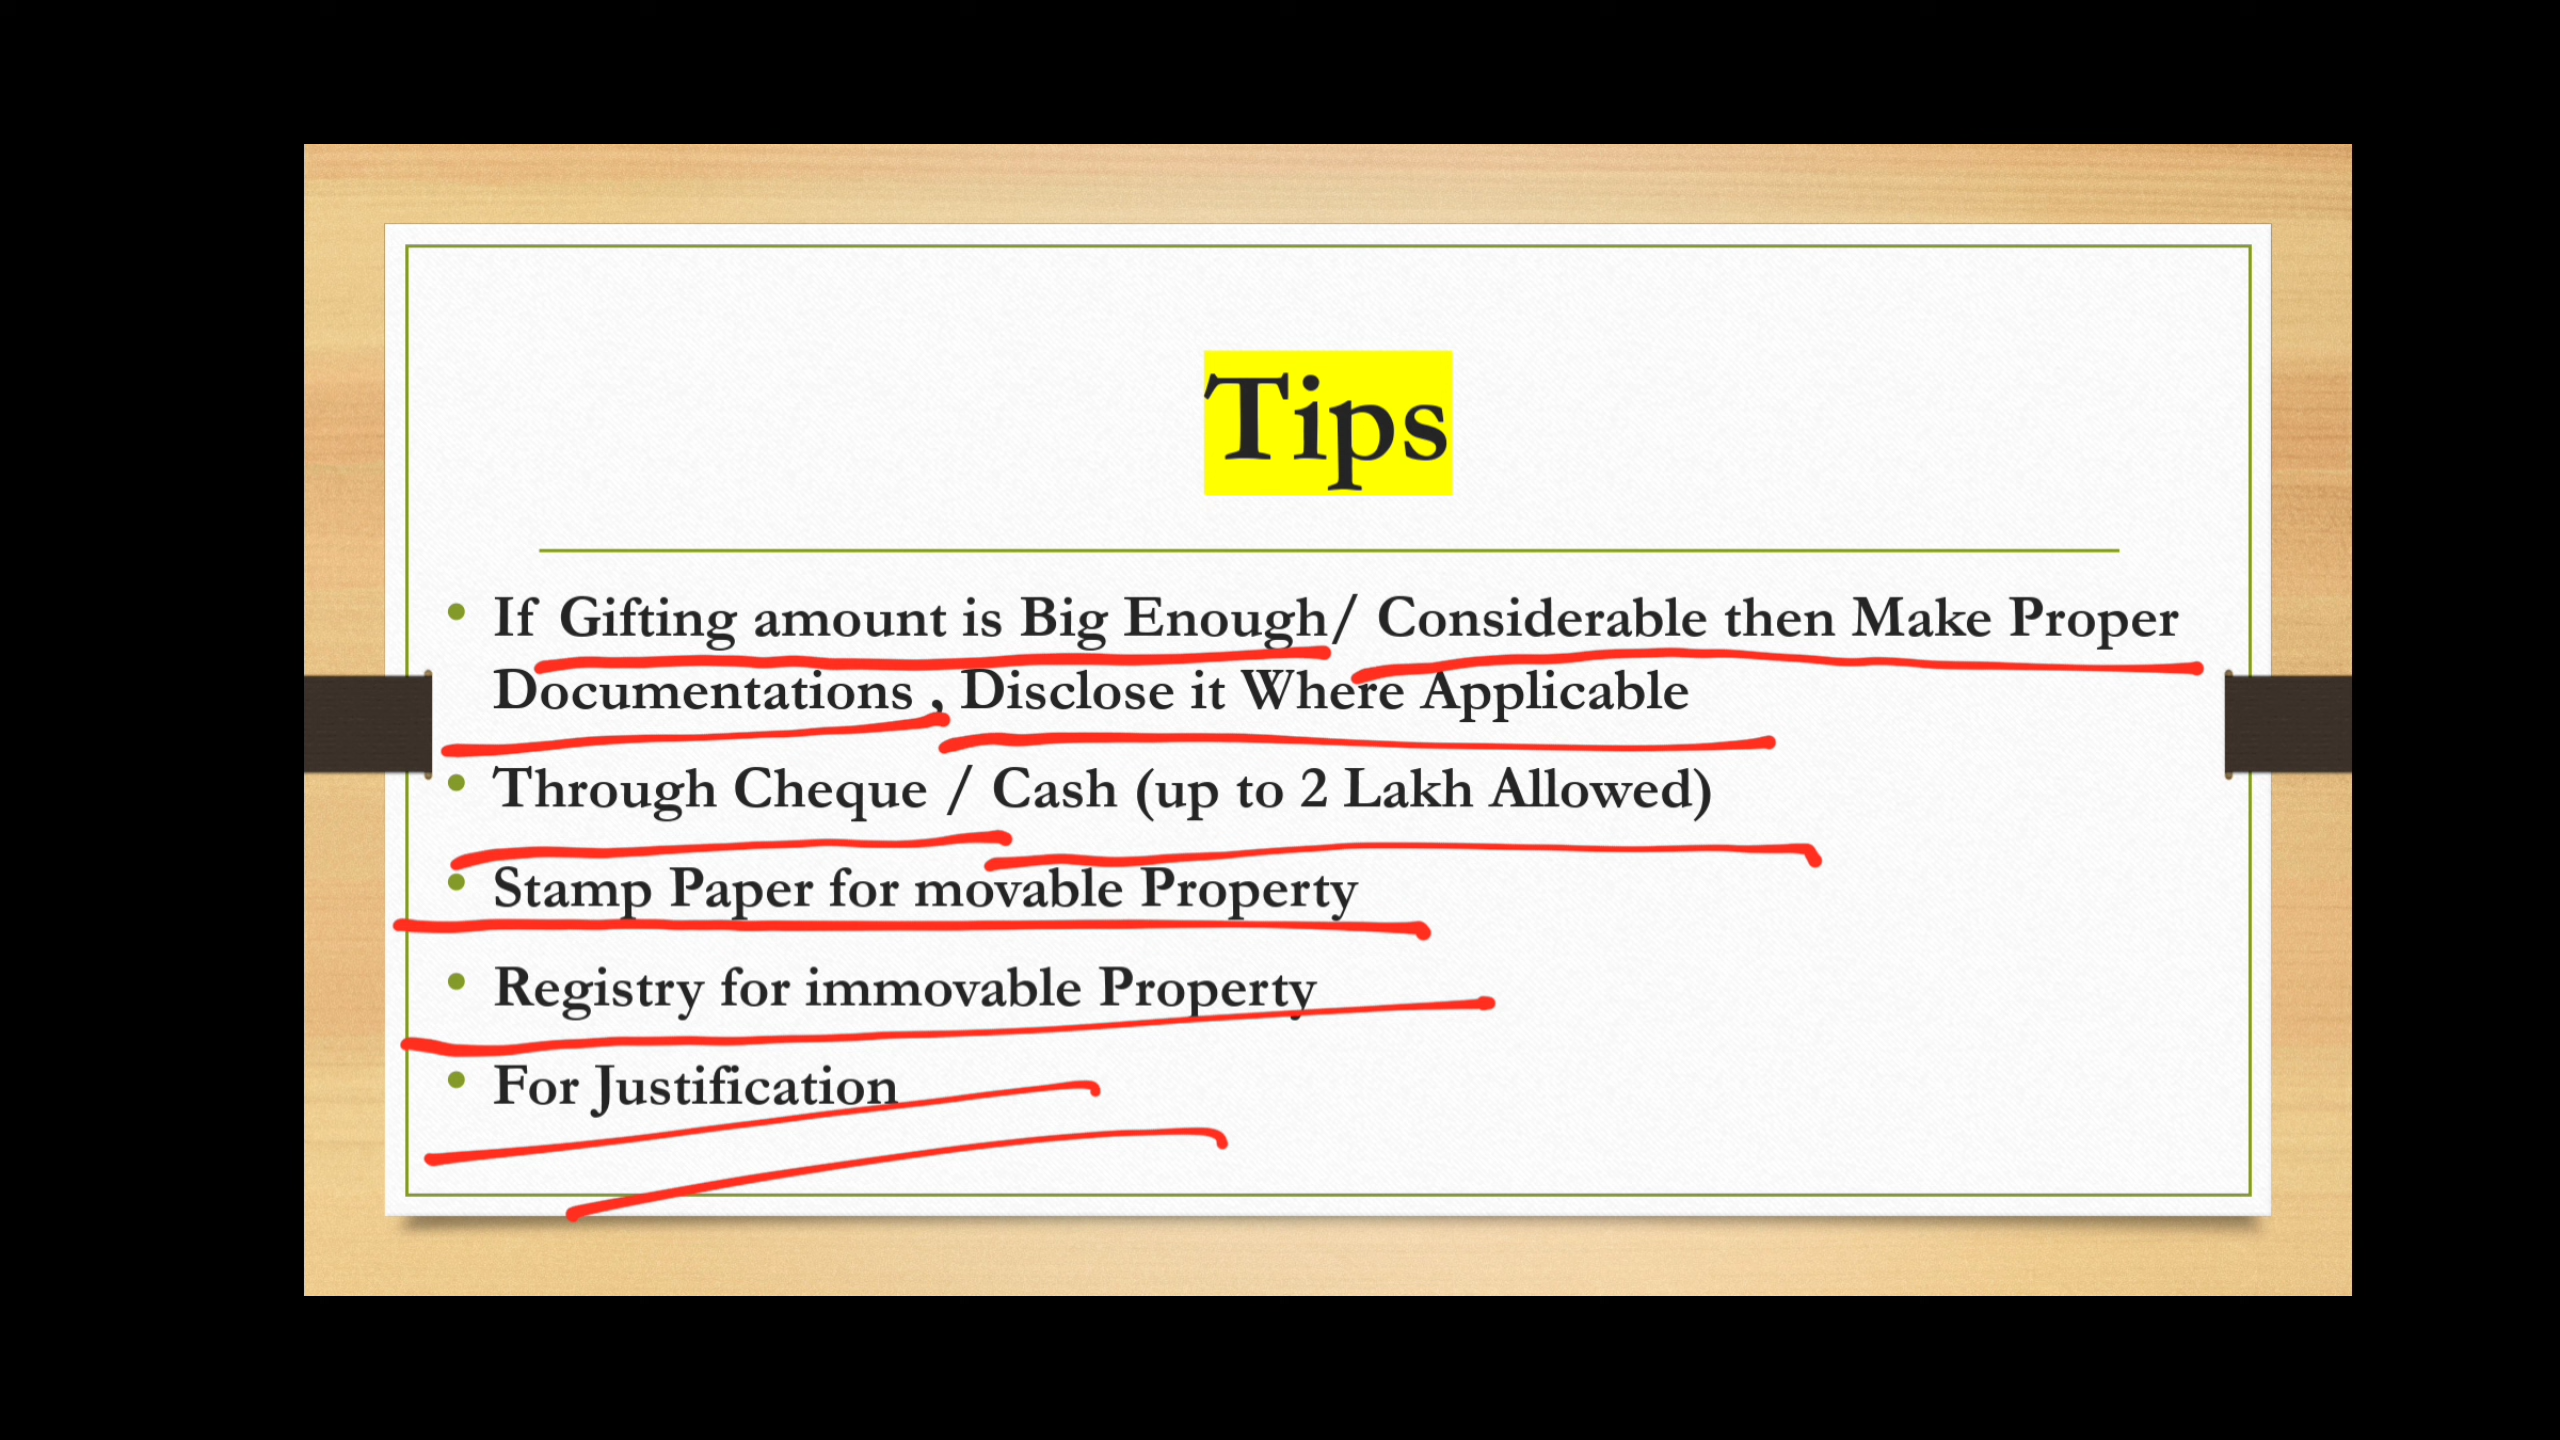 Tips
• If Gifting amount is Big Enough/ Considerable then Make Proper
Documentations , Disclose it Where Applicable
• Through Cheque / Cash (up to 2 Lakh Allowed)
• Stamp Paper for movable Property
• Registry for immovable Property
• For Justification